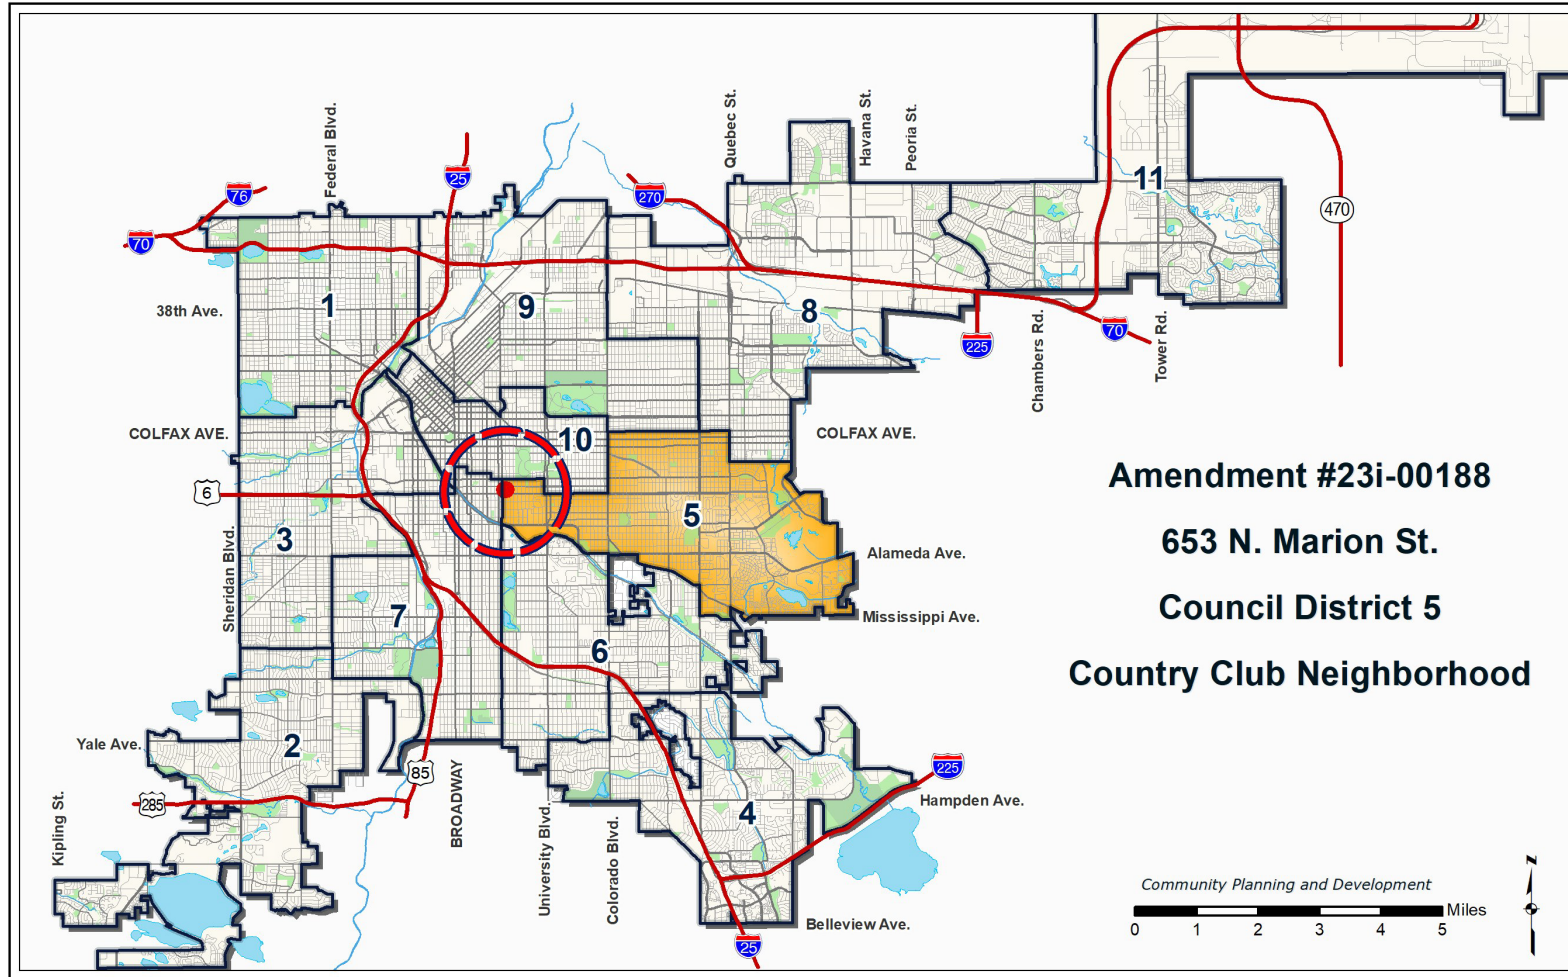 Federal Blvd.
Quebec St.
Havana St.
Peoria St.
76
25
270
11
470
70
38th Ave.
1
9
8
225
Chambers Rd.
70
Tower Rd.
COLFAX AVE.
10
COLFAX AVE.
6
5
3
Sheridan Blvd.
Alameda Ave.
7
Mississippi Ave.
6
Amendment #23i-00188
653 N. Marion St.
Council District 5
Country Club Neighborhood
Yale Ave.
2
85
285
BROADWAY
225
Hampden Ave.
4
Kipling St.
University Blvd.
Colorado Blvd.
Belleview Ave.
25
Community Planning and Development
Miles
0 1 2 3 4 5
z